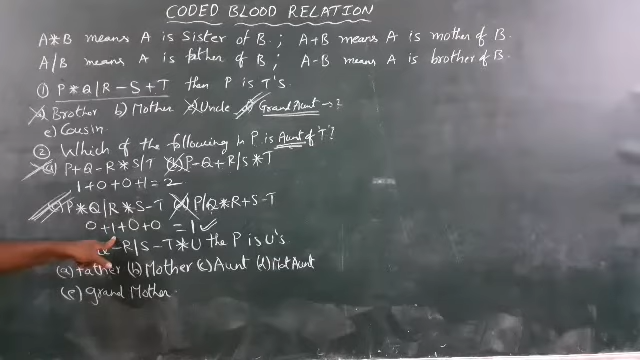 CODED BLOOD RELATION
A*B means A is Sister of B ; A+B means A is mother of B.
A/B means A is father of B ; A-B means A is brother of B.
① P*Q/R-S+T then P is T'S.
a) Brother b) Mother c) Uncle d) Grand Aunt →?
e) Cousin.
② Which of the following in P is Aunt of 'T'?
a) P+Q-R*S/T b) P-Q+R/S*T
1+0+0+1=2
c) P*Q/R*S-T d) P/Q*R+S-T
0+1+0+0 = 1 ✓
- R/S-T*U the P is U's
(a) father (b) Mother (c) Aunt (d) Not Aunt
(e) grand Mother.